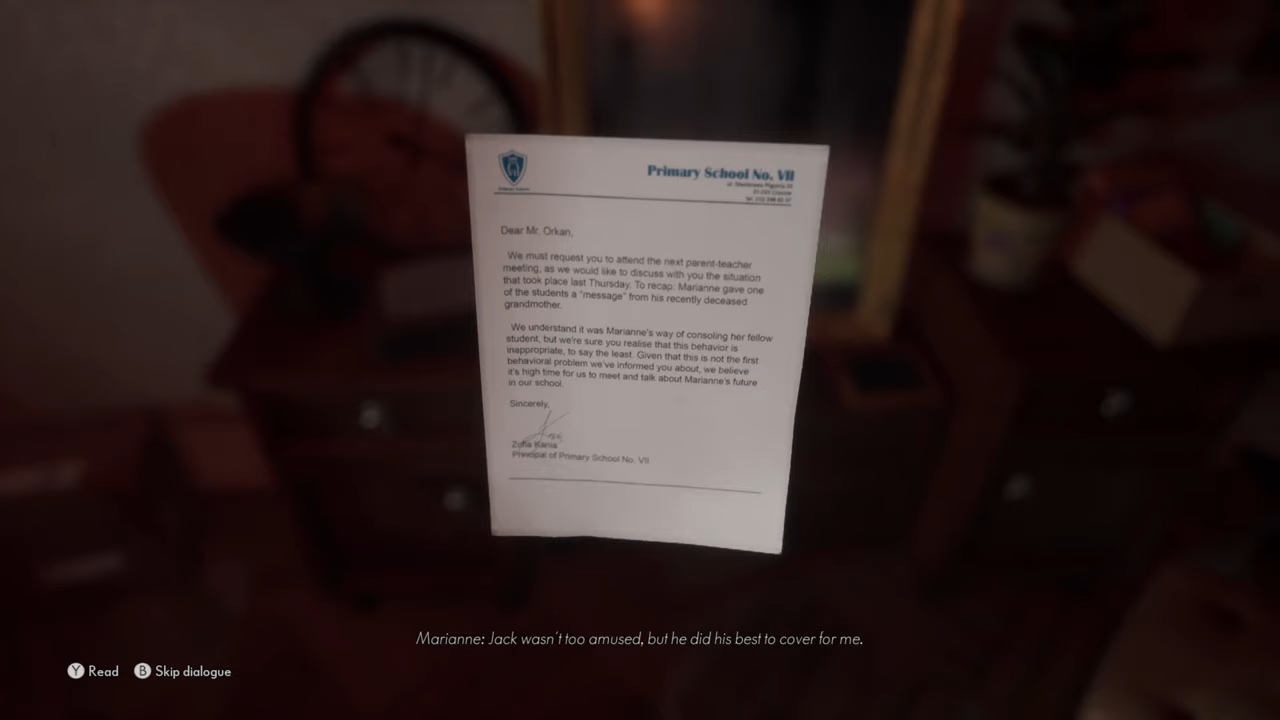 Primary School No. VII
Dear Mr. Orkan,
We must request you to attend the next parent-teacher
meeting, as we would like to discuss with you the situation
that took place last Thursday. To recap: Marianne gave one
of the students a "message" from his recently deceased
grandmother.
We understand it was Marianne's way of consoling her fellow
student, but we're sure you realise that this behavior is
inappropriate, to say the least. Given that this is not the first
behavioral problem we've informed you about, we believe
it's high time for us to meet and talk about Marianne's future
in our school.
Sincerely,
Zofia Kania
Principal of Primary School No. VII
Marianne: Jack wasn't too amused, but he did his best to cover for me.
Y Read B Skip dialogue